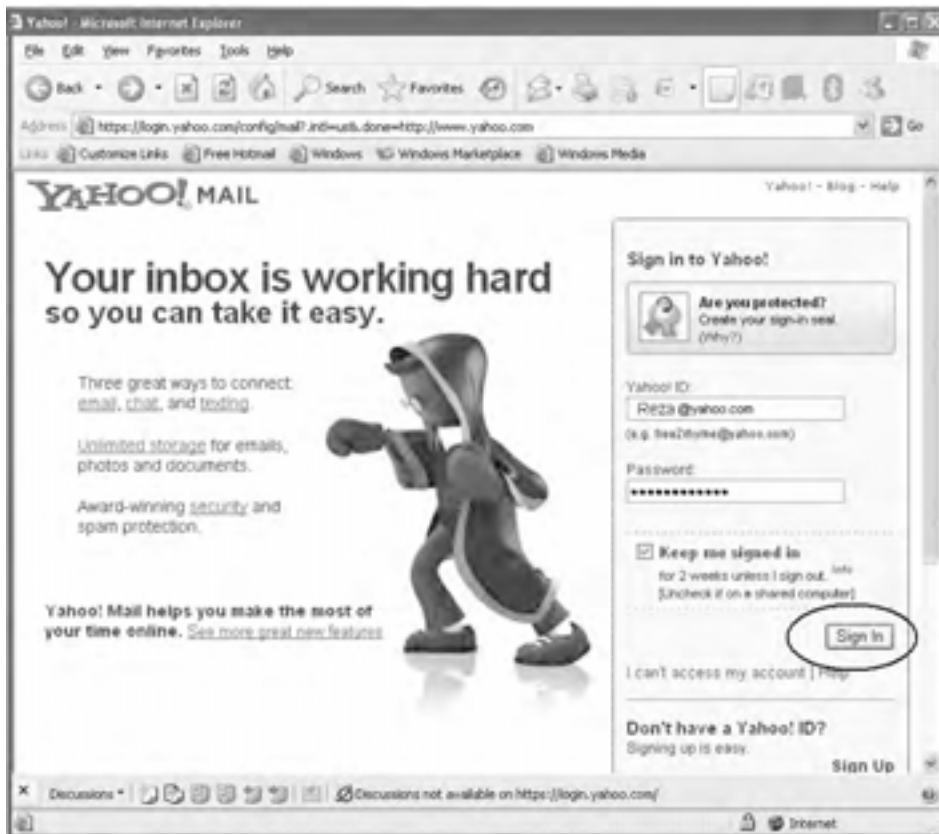 Yahoo! - Microsoft Internet Explorer
File Edit View Favorites Tools Help
Back Search Favorites
Address https://login.yahoo.com/config/mail?.intl=us&.done=http://www.yahoo.com Go
Links Customize Links Free Hotmail Windows Windows Marketplace Windows Media
YAHOO! MAIL
Yahoo! - Blog - Help
Your inbox is working hard
so you can take it easy.
Three great ways to connect:
email, chat, and texting.
Unlimited storage for emails,
photos and documents.
Award-winning security and
spam protection.
Yahoo! Mail helps you make the most of
your time online. See more great new features
Sign in to Yahoo!
Are you protected?
Create your sign-in seal.
(Why?)
Yahoo! ID:
Reza @yahoo.com
(e.g. free2rhyme@yahoo.com)
Password:
•••••••••••••
Keep me signed in
for 2 weeks unless I sign out. Info
[Uncheck if on a shared computer]
Sign In
I can't access my account | Help
Don't have a Yahoo! ID?
Signing up is easy.
Sign Up
Discussions Discussions not available on https://login.yahoo.com/
Internet